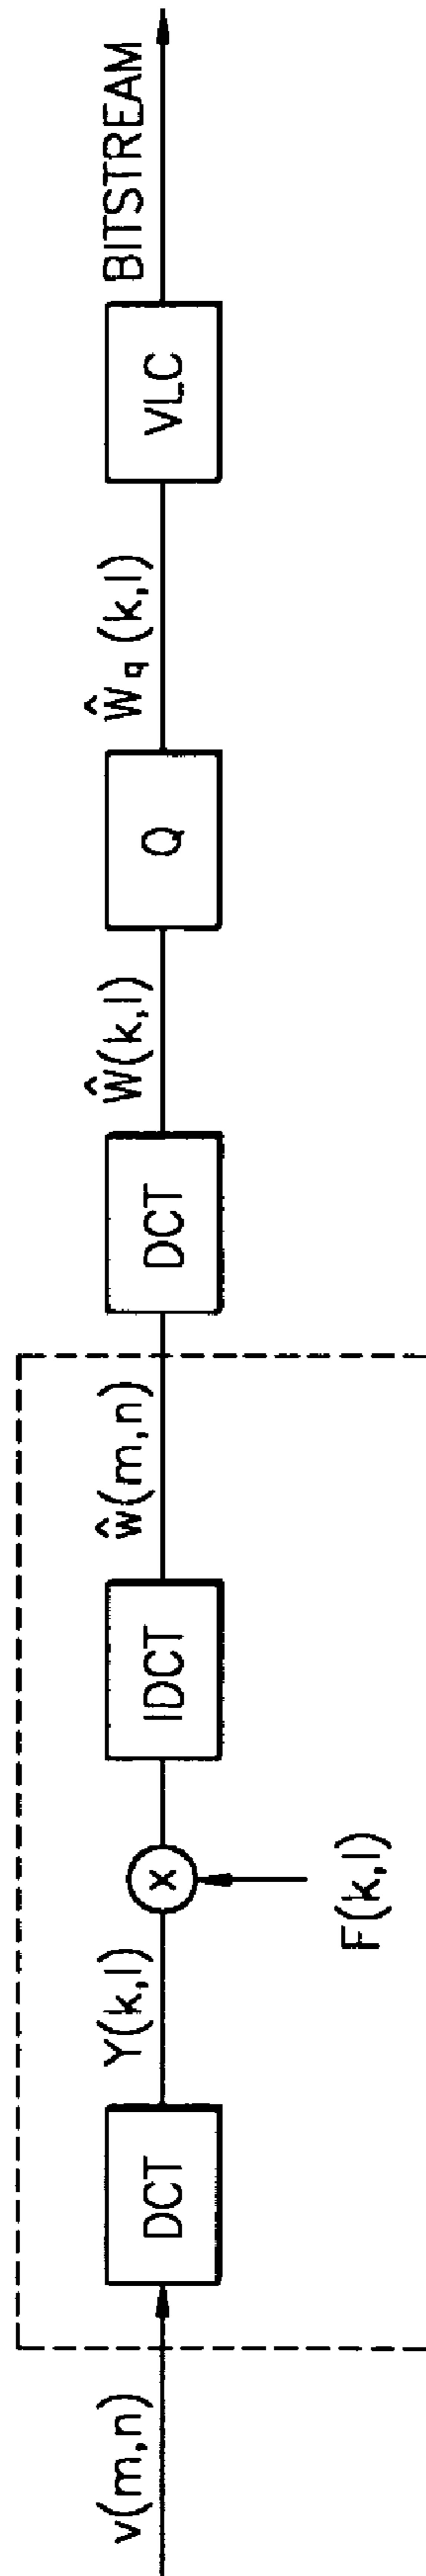 v(m,n)
DCT
Y(k,l)
x
F(k,l)
IDCT
ŵ(m,n)
DCT
Ŵ(k,l)
Q
Ŵq(k,l)
VLC
BITSTREAM